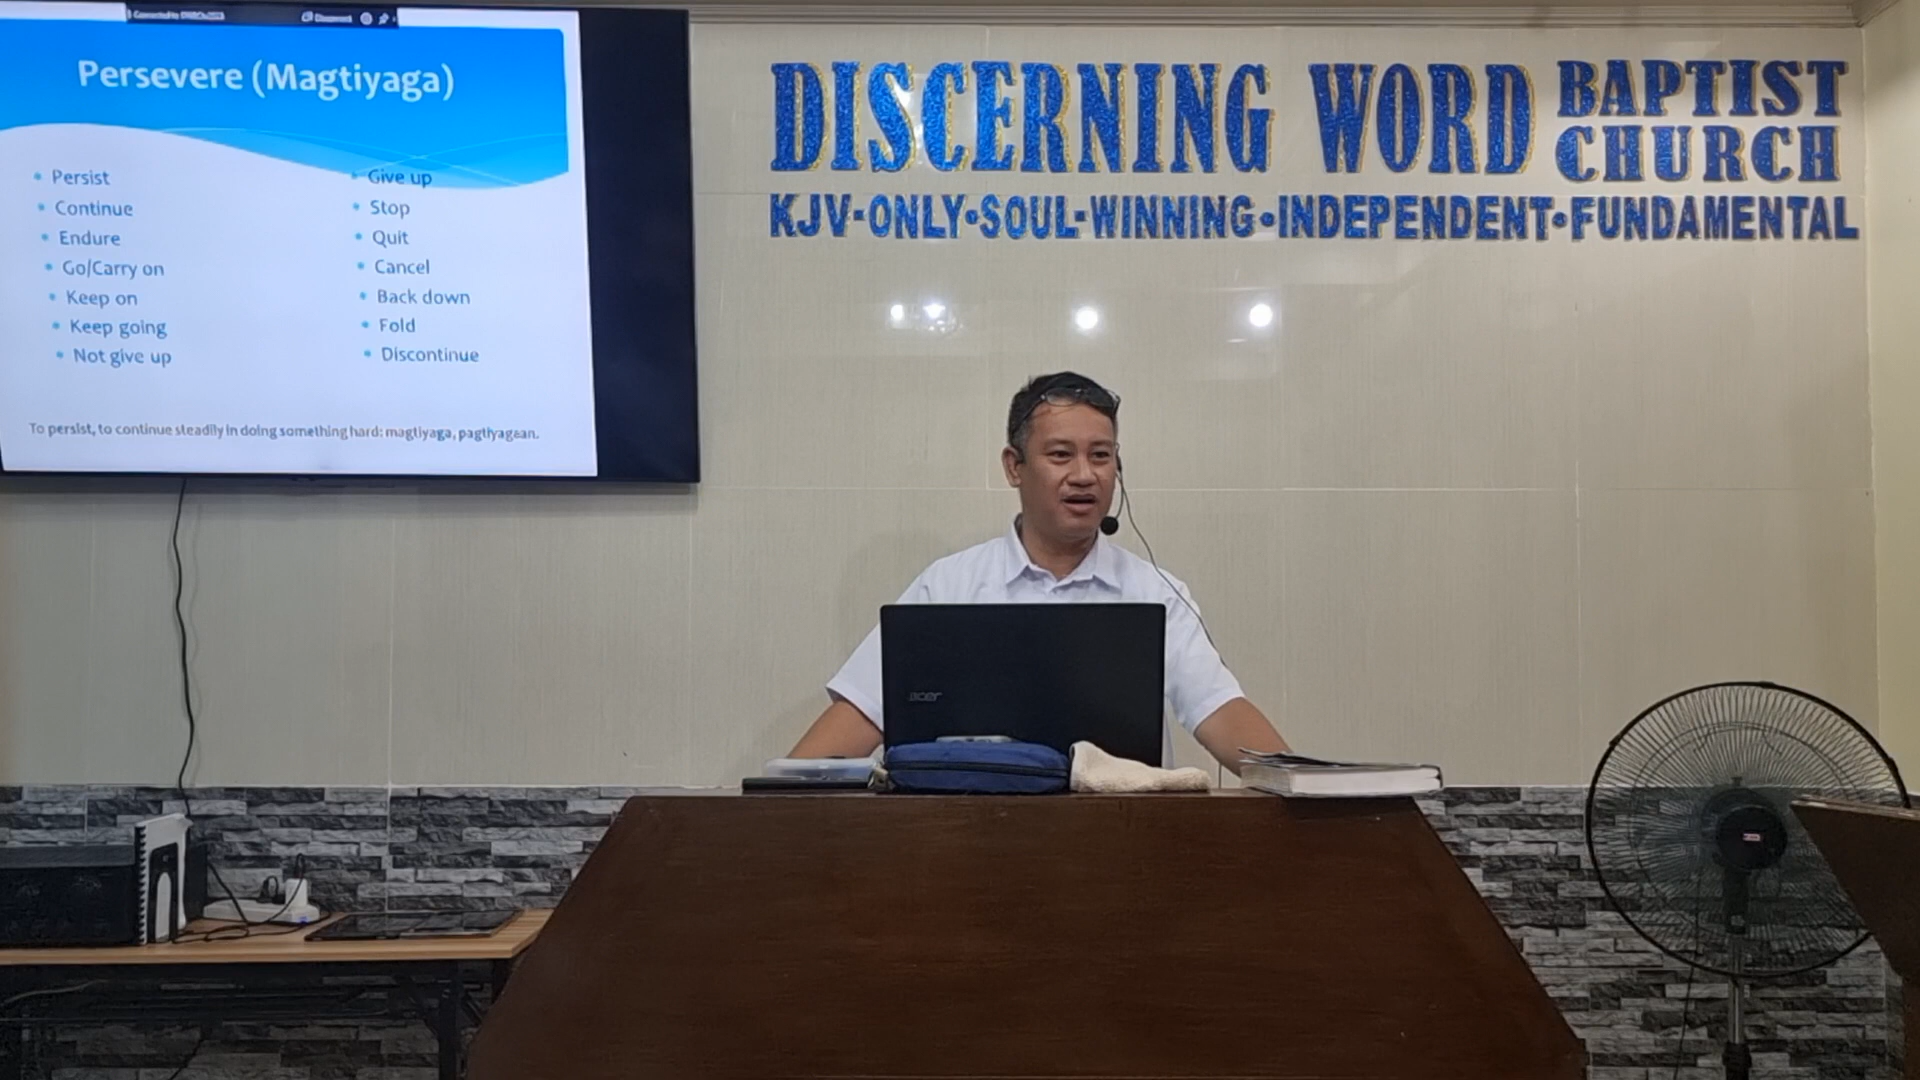 Disconnect
Persevere (Magtiyaga)
Persist
Continue
Endure
Go/Carry on
Keep on
Keep going
Not give up
Give up
Stop
Quit
Cancel
Back down
Fold
Discontinue
To persist, to continue steadily in doing something hard: magtiyaga, pagtiyagaan.
DISCERNING WORD BAPTIST CHURCH
KJV-ONLY•SOUL-WINNING•INDEPENDENT•FUNDAMENTAL
acer